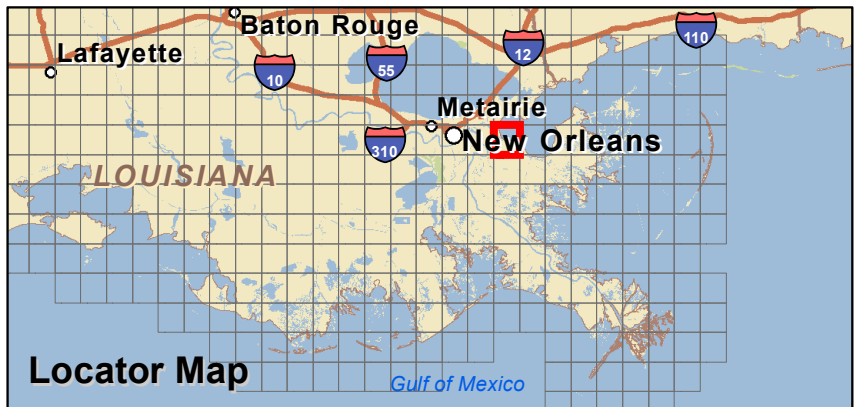 Baton Rouge
110
Lafayette
12
55
10
Metairie
New Orleans
310
LOUISIANA
Locator Map
Gulf of Mexico